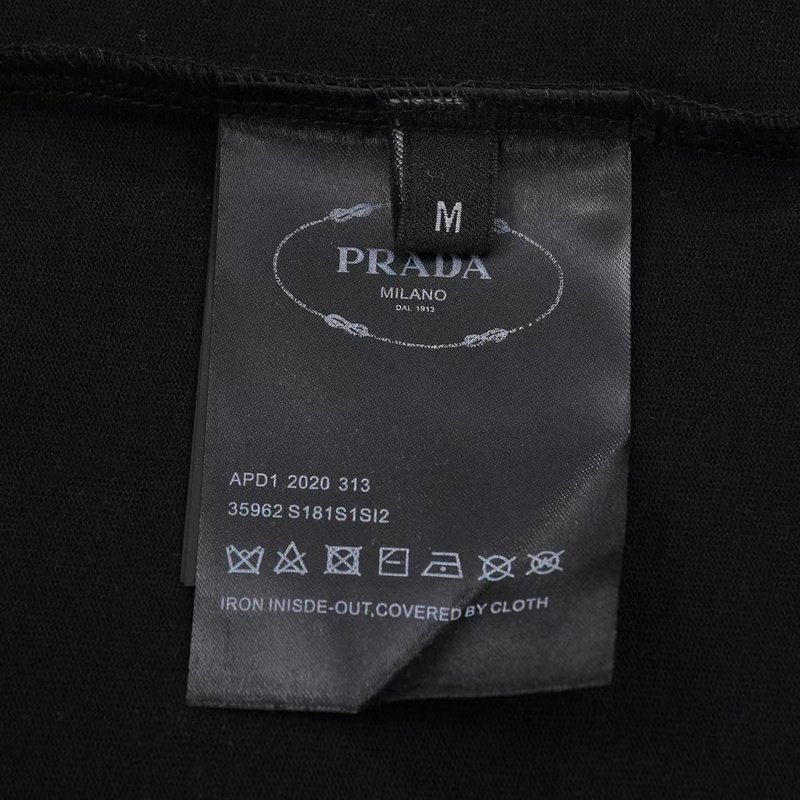 M
PRADA
MILANO
DAL 1913
APD1 2020 313
35962 S181S1SI2
IRON INISDE-OUT,COVERED BY CLOTH